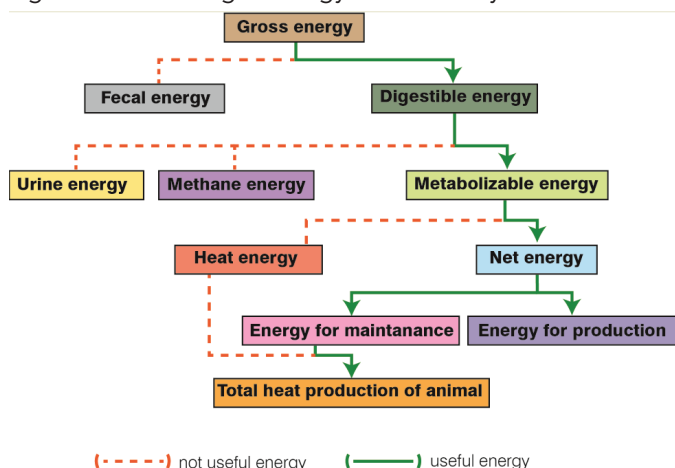 Gross energy
Fecal energy
Digestible energy
Urine energy
Methane energy
Metabolizable energy
Heat energy
Net energy
Energy for maintanance
Energy for production
Total heat production of animal
not useful energy
useful energy